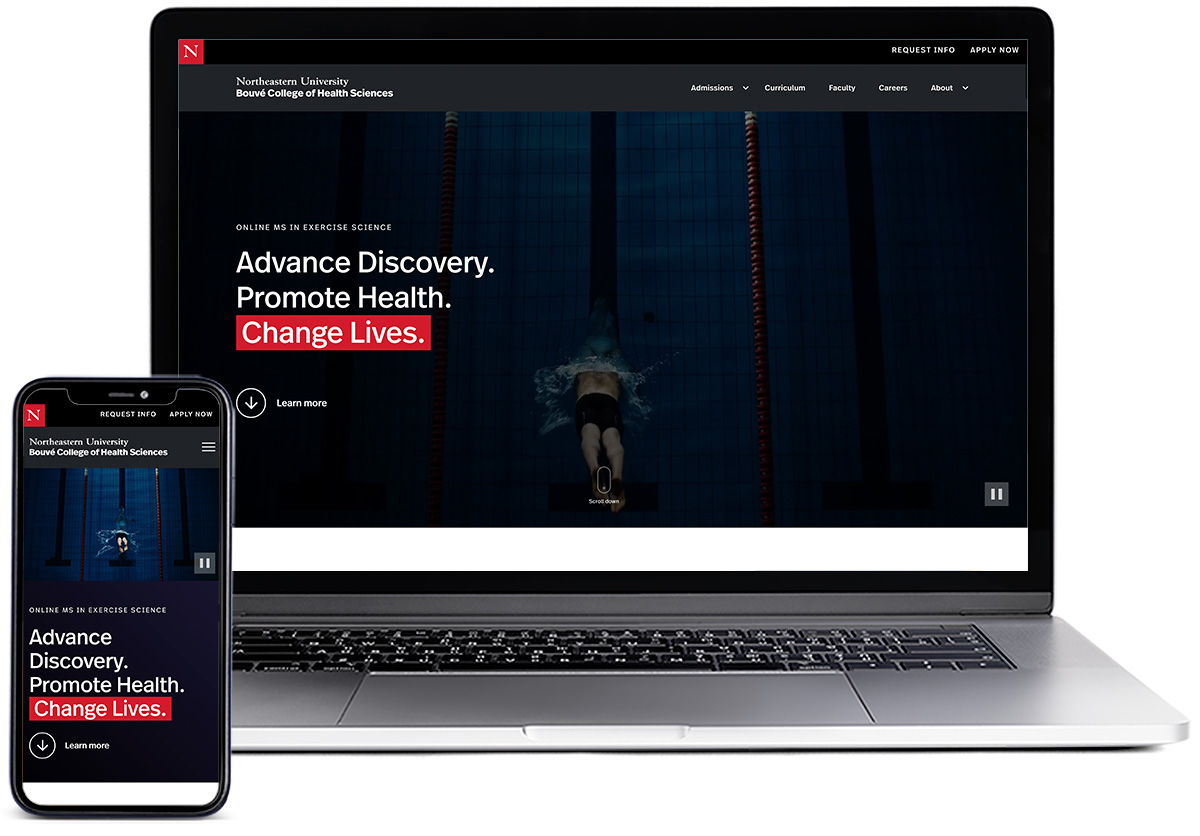 N
REQUEST INFO APPLY NOW
Northeastern University
Bouvé College of Health Sciences
Admissions Curriculum Faculty Careers About
ONLINE MS IN EXERCISE SCIENCE
Advance Discovery.
Promote Health.
Change Lives.
Learn more
Scroll down
N
REQUEST INFO APPLY NOW
Northeastern University
Bouvé College of Health Sciences
ONLINE MS IN EXERCISE SCIENCE
Advance
Discovery.
Promote Health.
Change Lives.
Learn more